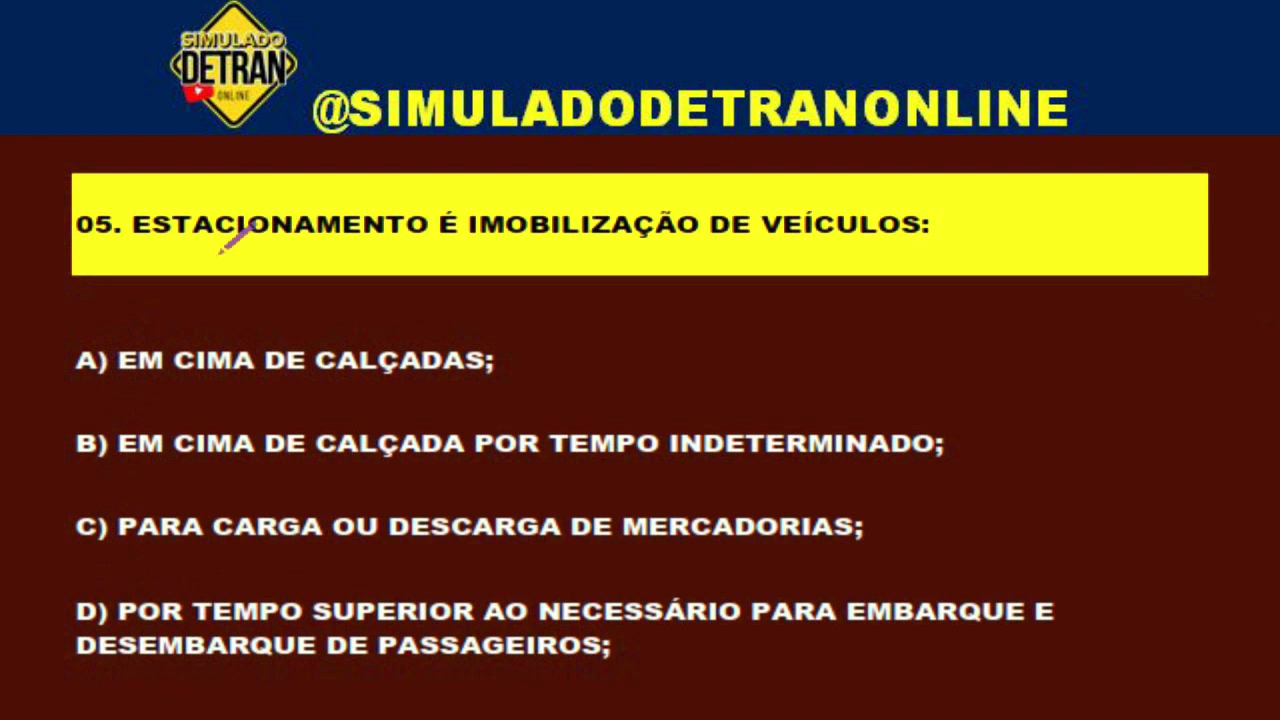 SIMULADO
DETRAN
ONLINE
@SIMULADODETRANONLINE
05. ESTACIONAMENTO É IMOBILIZAÇÃO DE VEÍCULOS:
A) EM CIMA DE CALÇADAS;
B) EM CIMA DE CALÇADA POR TEMPO INDETERMINADO;
C) PARA CARGA OU DESCARGA DE MERCADORIAS;
D) POR TEMPO SUPERIOR AO NECESSÁRIO PARA EMBARQUE E
DESEMBARQUE DE PASSAGEIROS;